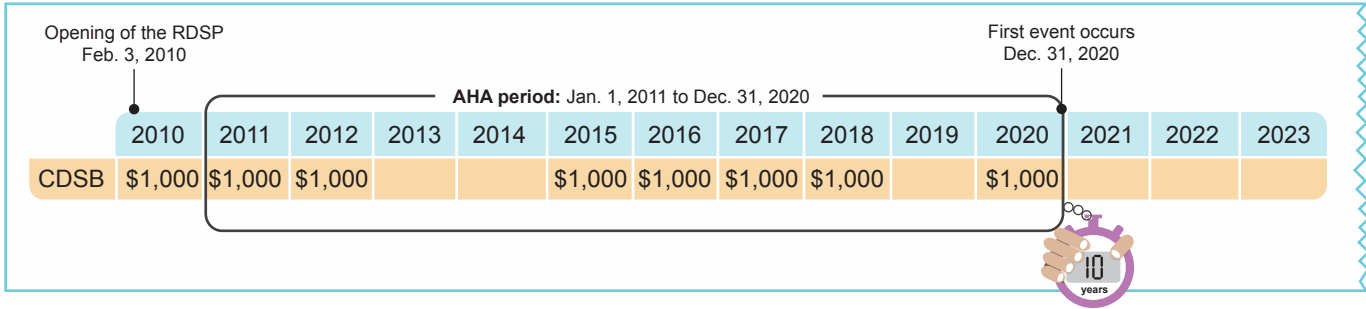 Opening of the RDSP
Feb. 3, 2010
First event occurs
Dec. 31, 2020
AHA period: Jan. 1, 2011 to Dec. 31, 2020
2010 2011 2012 2013 2014 2015 2016 2017 2018 2019 2020 2021 2022 2023
CDSB $1,000 $1,000 $1,000 $1,000 $1,000 $1,000 $1,000 $1,000
10
years